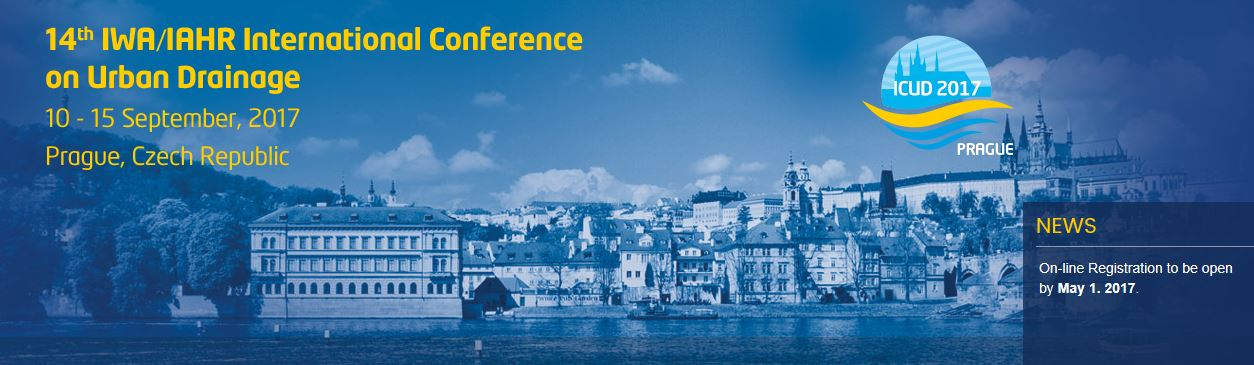 14th IWA/IAHR International Conference
on Urban Drainage
10 - 15 September, 2017
Prague, Czech Republic
ICUD 2017
PRAGUE
NEWS
On-line Registration to be open
by May 1. 2017.